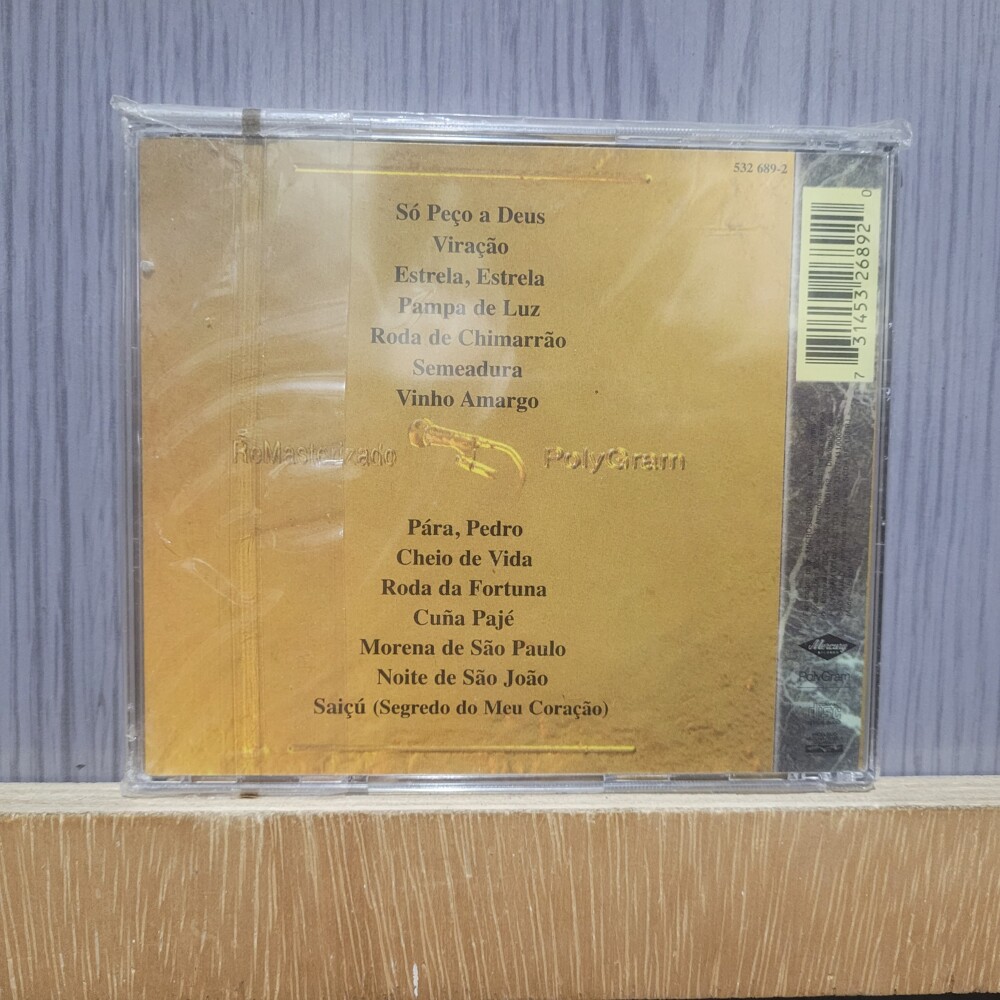 532 689-2
Só Peço a Deus
Viração
Estrela, Estrela
Pampa de Luz
Roda de Chimarrão
Semeadura
Vinho Amargo
ReMasterizado
PolyGram
Pára, Pedro
Cheio de Vida
Roda da Fortuna
Cuña Pajé
Morena de São Paulo
Noite de São João
Saiçú (Segredo do Meu Coração)
7 31453 26892 0
Mercury
PolyGram